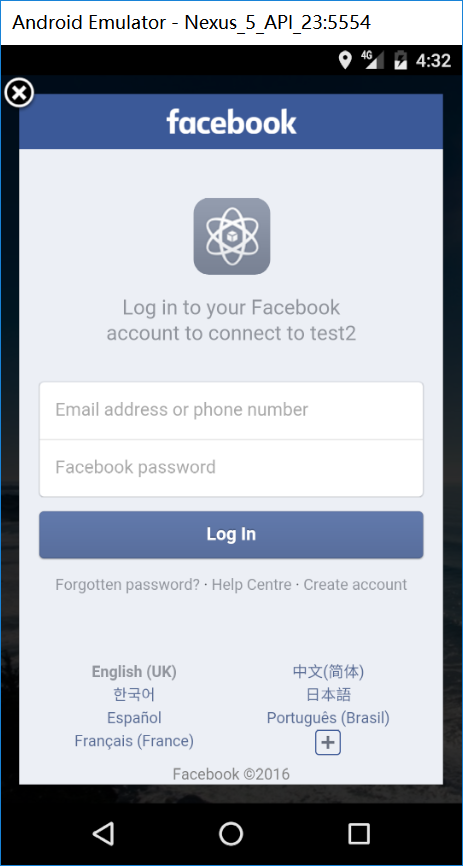 Android Emulator - Nexus_5_API_23:5554
4G 4:32
facebook
Log in to your Facebook
account to connect to test2
Email address or phone number
Facebook password
Log In
Forgotten password? · Help Centre · Create account
English (UK) 中文(简体)
한국어 日本語
Español Português (Brasil)
Français (France)
Facebook ©2016